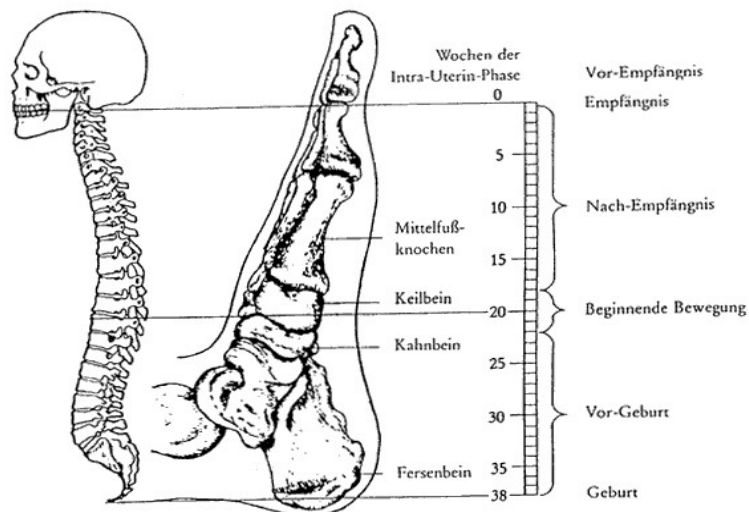 Wochen der
Intra-Uterin-Phase
0
5
10
15
20
25
30
35
38
Vor-Empfängnis
Empfängnis
Nach-Empfängnis
Beginnende Bewegung
Vor-Geburt
Geburt
Mittelfuß-
knochen
Keilbein
Kahnbein
Fersenbein